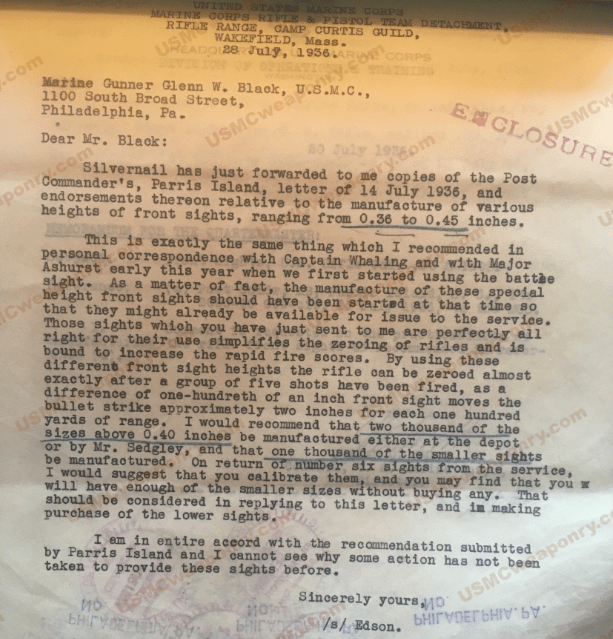 UNITED STATES MARINE CORPS
MARINE CORPS RIFLE & PISTOL TEAM DETACHMENT,
RIFLE RANGE, CAMP CURTIS GUILD,
WAKEFIELD, Mass.
28 July, 1936.
Marine Gunner Glenn W. Black, U.S.M.C.,
1100 South Broad Street,
Philadelphia, Pa.
ENCLOSURE
Dear Mr. Black:
20 July 1936
Silvernail has just forwarded to me copies of the Post
Commander's, Parris Island, letter of 14 July 1936, and
endorsements thereon relative to the manufacture of various
heights of front sights, ranging from 0.36 to 0.45 inches.
This is exactly the same thing which I recommended in
personal correspondence with Captain Whaling and with Major
Ashurst early this year when we first started using the battle
sight. As a matter of fact, the manufacture of these special
height front sights should have been started at that time so
that they might already be available for issue to the service.
Those sights which you have just sent to me are perfectly all
right for their use simplifies the zeroing of rifles and is
bound to increase the rapid fire scores. By using these
different front sight heights the rifle can be zeroed almost
exactly after a group of five shots have been fired, as a
difference of one-hundreth of an inch front sight moves the
bullet strike approximately two inches for each one hundred
yards of range. I would recommend that two thousand of the
sizes above 0.40 inches be manufactured either at the depot
or by Mr. Sedgley, and that one thousand of the smaller sights
be manufactured. On return of number six sights from the service,
I would suggest that you calibrate them, and you may find that you
will have enough of the smaller sizes without buying any. That
should be considered in replying to this letter, and in making
purchase of the lower sights.
I am in entire accord with the recommendation submitted
by Parris Island and I cannot see why some action has not been
taken to provide these sights before.
Sincerely yours,
/s/ Edson.
PHILADELPHIA, PA.
USMCweaponry.com